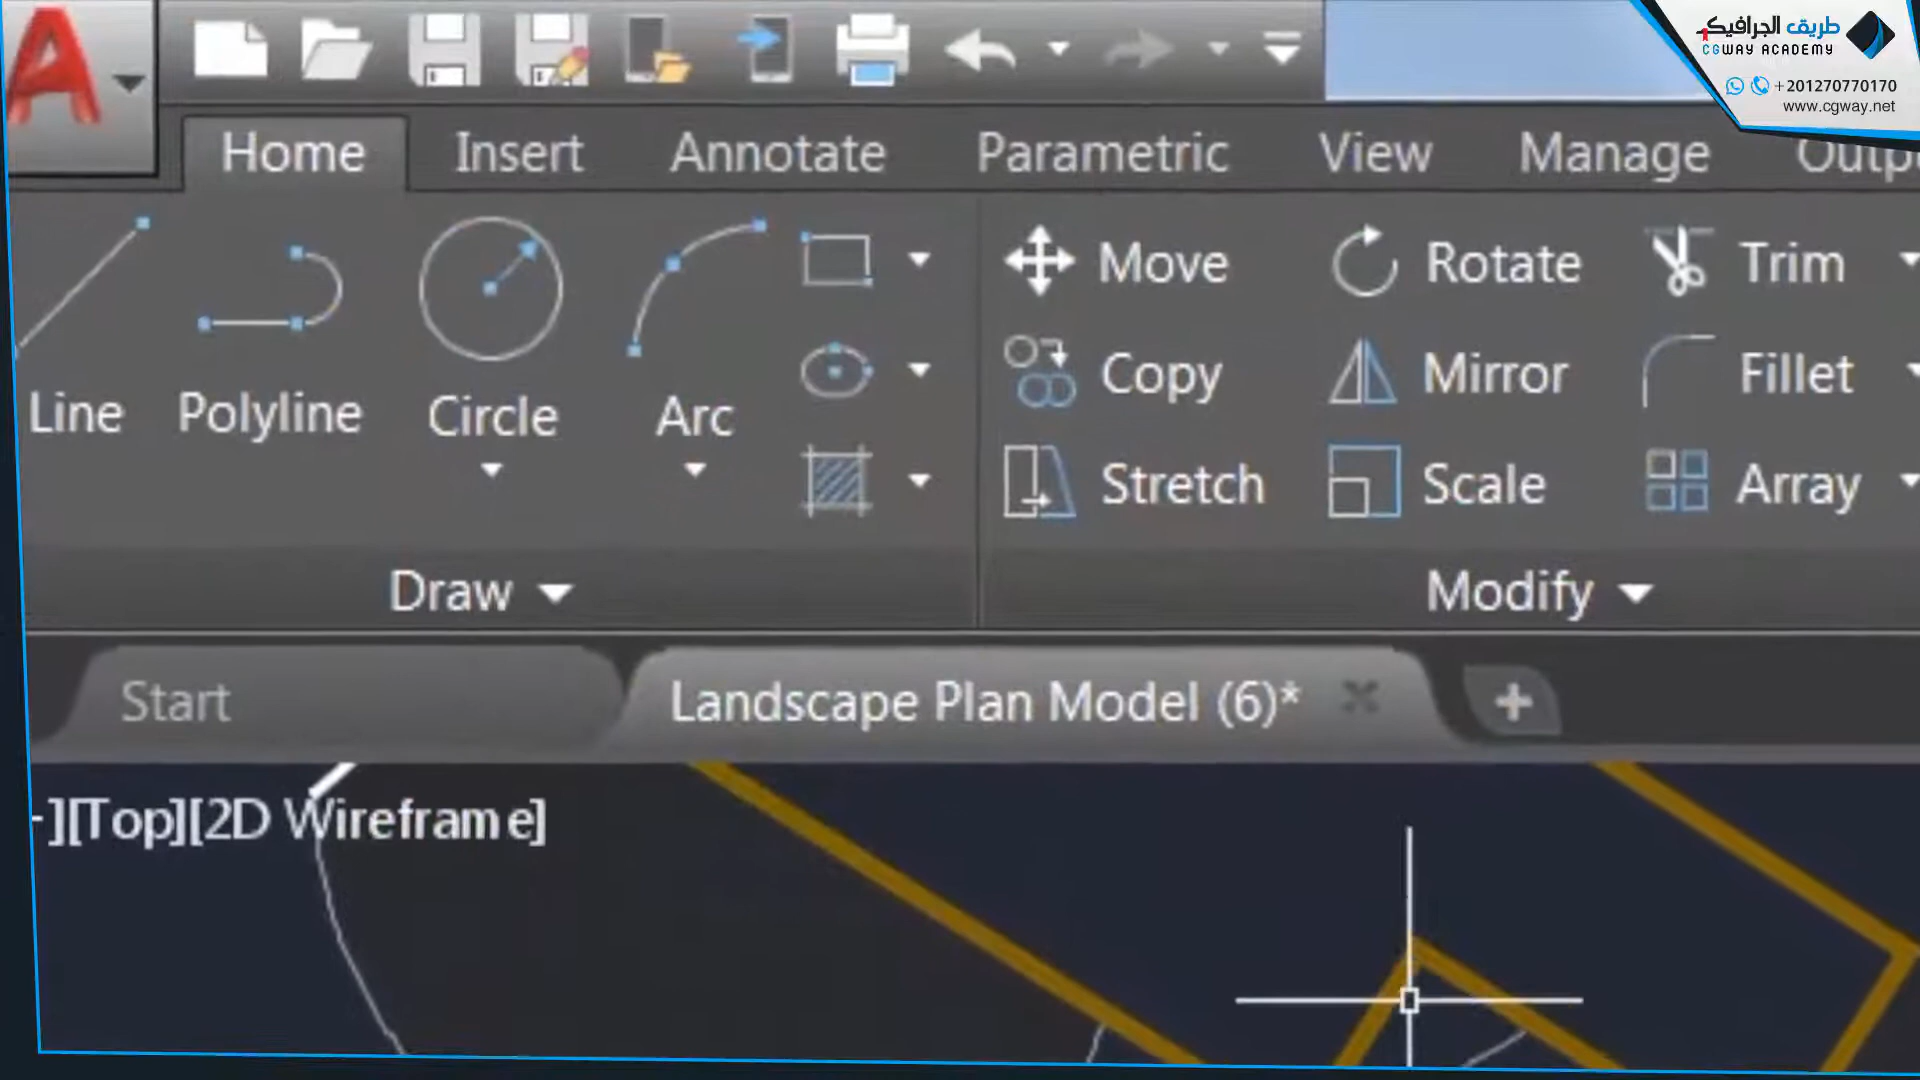 طريق الجرافيك
CGWAY ACADEMY
+201270770170
www.cgway.net
Home Insert Annotate Parametric View Manage
Move Rotate Trim
Copy Mirror Fillet
Line Polyline Circle Arc
Stretch Scale Array
Draw Modify
Start Landscape Plan Model (6)*
-][Top][2D Wireframe]